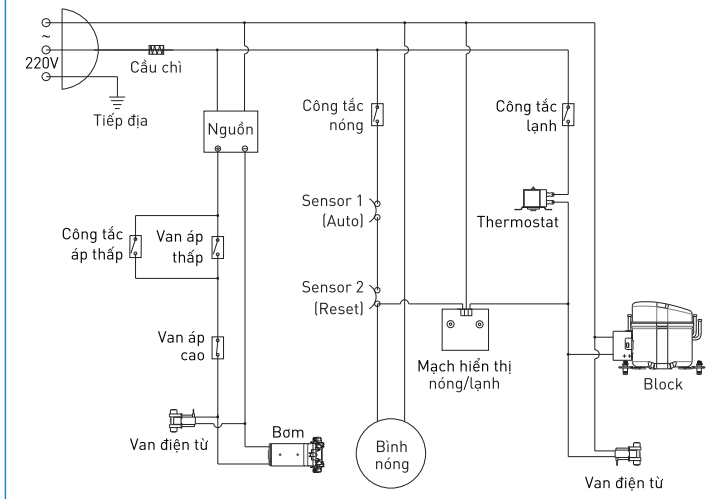 ~
220V
Cầu chì
Tiếp địa
Nguồn
Công tắc
nóng
Công tắc
lạnh
Sensor 1
(Auto)
Thermostat
Công tắc
áp thấp
Van áp
thấp
Sensor 2
(Reset)
Van áp
cao
Mạch hiển thị
nóng/lạnh
Block
Van điện từ
Bơm
Bình
nóng
Van điện từ